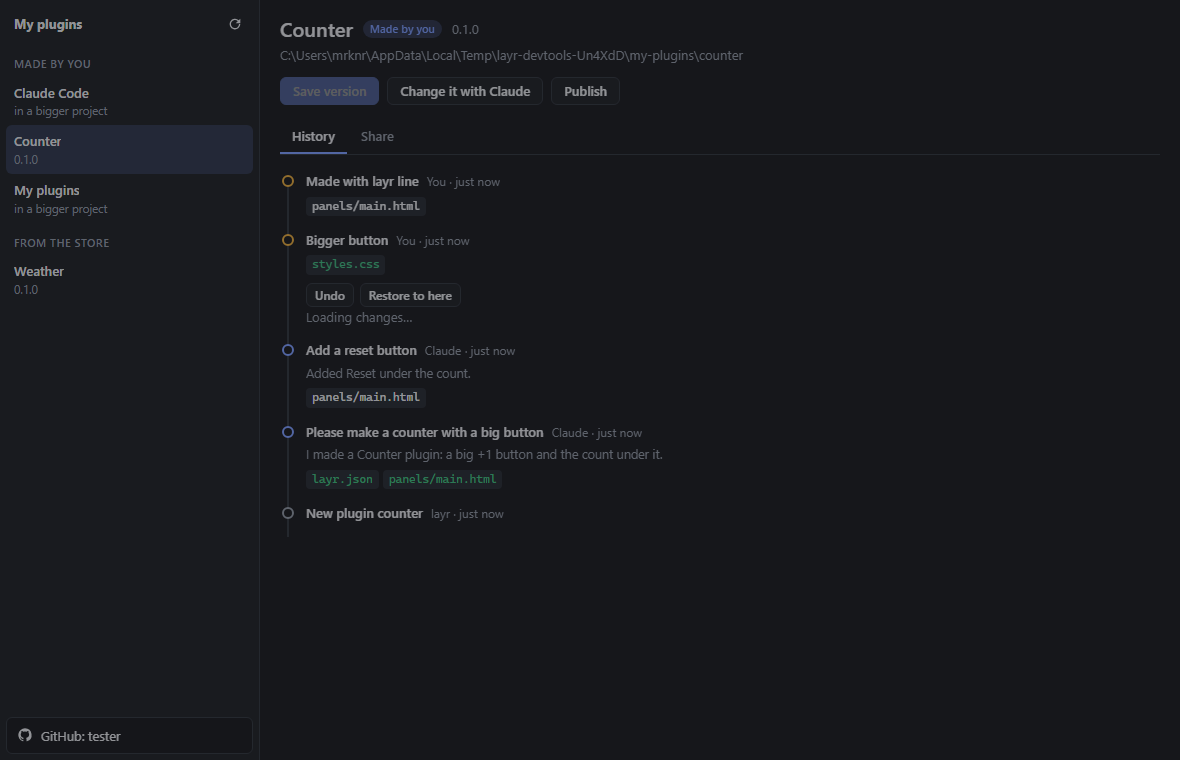 My plugins
MADE BY YOU
Claude Code
in a bigger project
Counter
0.1.0
My plugins
in a bigger project
FROM THE STORE
Weather
0.1.0
GitHub: tester
Counter Made by you 0.1.0
C:\Users\mrknr\AppData\Local\Temp\layr-devtools-Un4XdD\my-plugins\counter
Save version Change it with Claude Publish
History Share
Made with layr line You · just now
panels/main.html
Bigger button You · just now
styles.css
Undo Restore to here
Loading changes...
Add a reset button Claude · just now
Added Reset under the count.
panels/main.html
Please make a counter with a big button Claude · just now
I made a Counter plugin: a big +1 button and the count under it.
layr.json panels/main.html
New plugin counter layr · just now